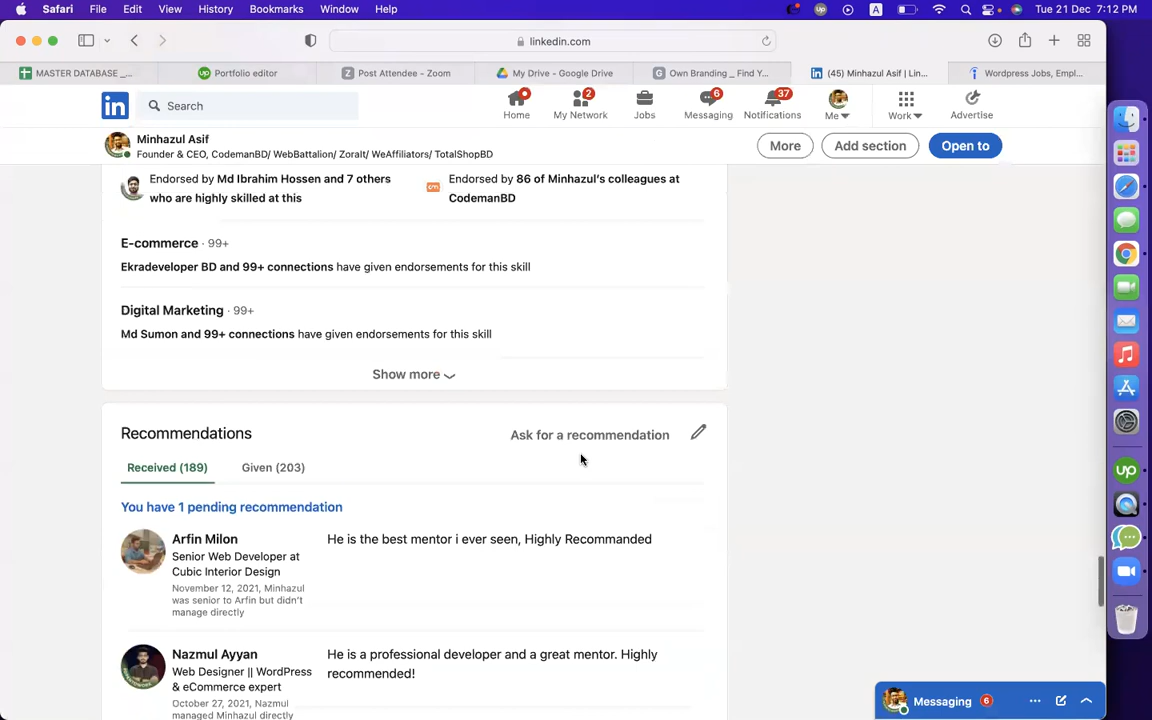 Safari File Edit View History Bookmarks Window Help
A Tue 21 Dec 7:12 PM
linkedin.com
MASTER DATABASE _... Portfolio editor Post Attendee - Zoom My Drive - Google Drive Own Branding _ Find Y... (45) Minhazul Asif | Lin... Wordpress Jobs, Empl...
in Search Home 2 My Network Jobs 6 Messaging 37 Notifications Me Work Advertise
Minhazul Asif
Founder & CEO, CodemanBD/ WebBattalion/ ZoraIt/ WeAffiliators/ TotalShopBD
More Add section Open to
Endorsed by Md Ibrahim Hossen and 7 others
who are highly skilled at this
Endorsed by 86 of Minhazul's colleagues at
CodemanBD
E-commerce · 99+
Ekradeveloper BD and 99+ connections have given endorsements for this skill
Digital Marketing · 99+
Md Sumon and 99+ connections have given endorsements for this skill
Show more
Recommendations Ask for a recommendation
Received (189) Given (203)
You have 1 pending recommendation
Arfin Milon
Senior Web Developer at
Cubic Interior Design
November 12, 2021, Minhazul
was senior to Arfin but didn't
manage directly
He is the best mentor i ever seen, Highly Recommanded
Nazmul Ayyan
Web Designer || WordPress
& eCommerce expert
October 27, 2021, Nazmul
managed Minhazul directly
He is a professional developer and a great mentor. Highly
recommended!
Messaging 6
up